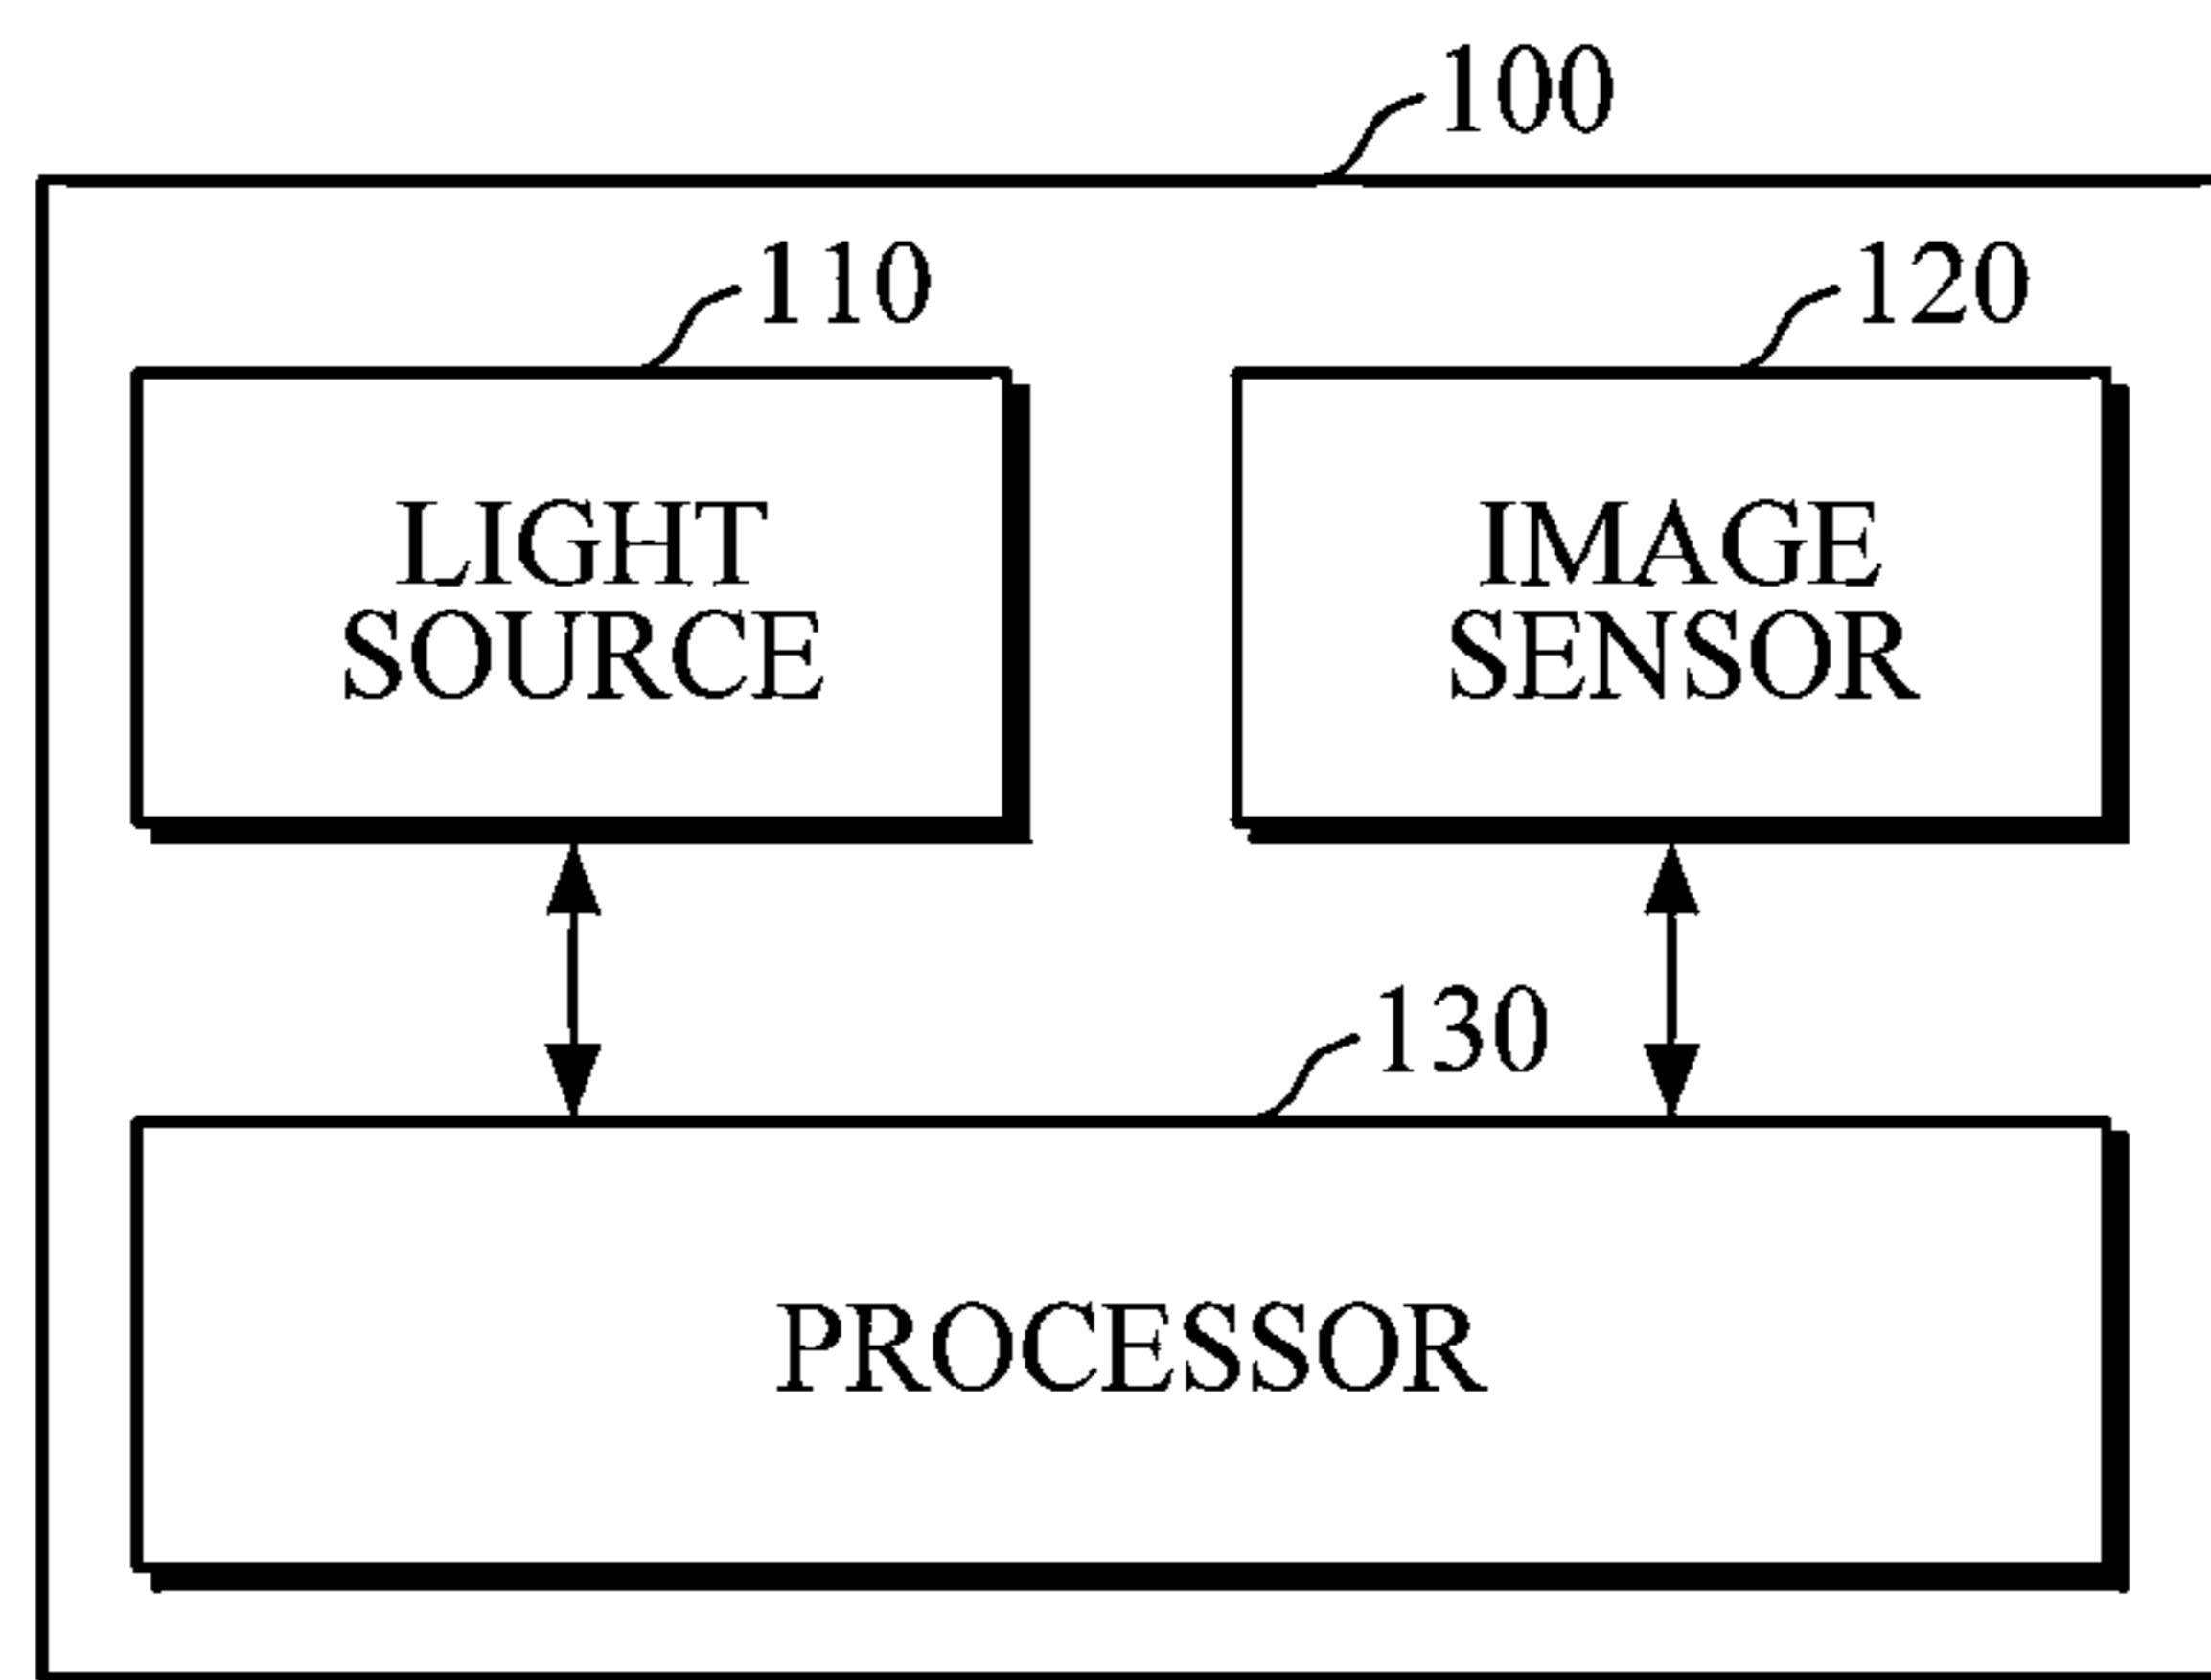 100
110
120
LIGHT
SOURCE
IMAGE
SENSOR
130
PROCESSOR